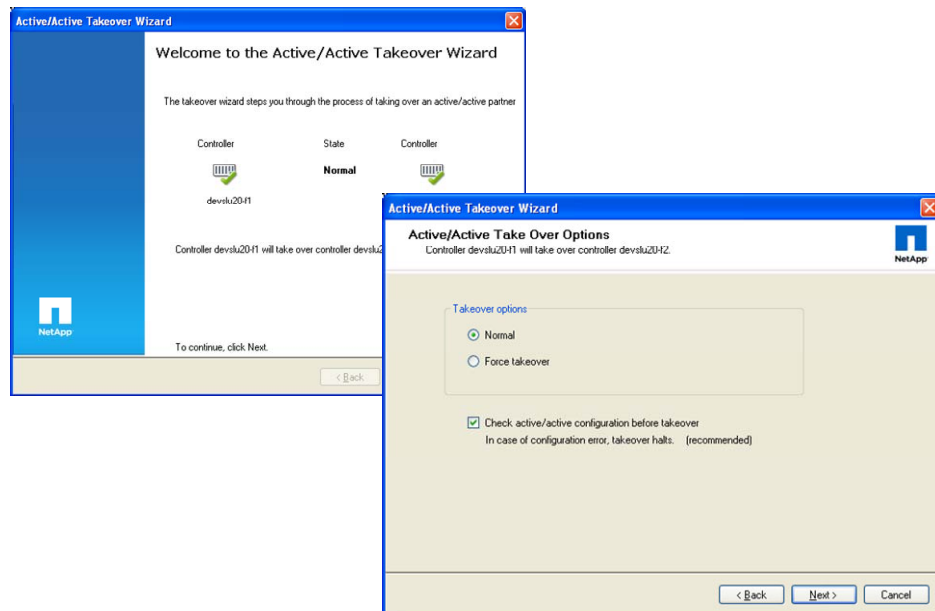 Active/Active Takeover Wizard
Welcome to the Active/Active Takeover Wizard
The takeover wizard steps you through the process of taking over an active/active partner
Controller State Controller
Normal
devslu20-f1
Controller devslu20-f1 will take over controller
NetApp
To continue, click Next.
< Back
Active/Active Takeover Wizard
Active/Active Take Over Options
Controller devslu20-f1 will take over controller devslu20-f2.
NetApp
Takeover options
Normal
Force takeover
Check active/active configuration before takeover
In case of configuration error, takeover halts. (recommended)
< Back Next > Cancel